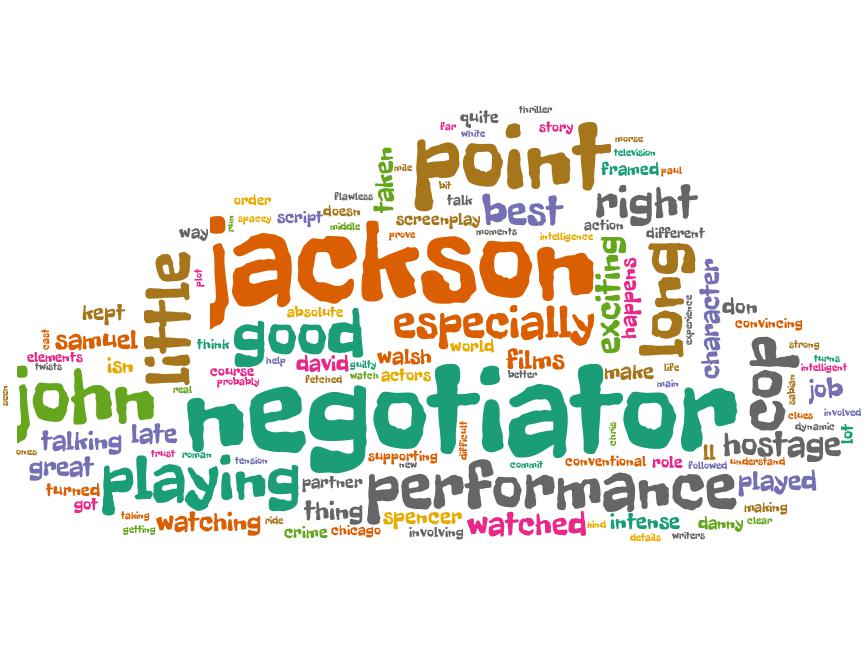 thriller
quite
far
white
story
morse
television
point
taken
mile
framed
paul
bit
order
flawless
talk
best
right
spacey
script
doesn
screenplay
run
middle
moments
action
way
prove
intelligence
different
jackson
little
plot
exciting
happens
long
character
experience
kept
absolute
especially
don
convincing
cast
samuel
think
good
world
strong
elements
twists
isn
help
david
guilty
walsh
films
life
turns
intelligent
course
probably
fetched
watch
actors
better
make
main
cop
sabian
job
seen
john
real
negotiator
clues
involved
dynamic
lot
talking
late
chris
hostage
ones
trust
roman
tension
supporting
difficult
ll
great
new
commit
conventional
role
followed
understand
turned
playing
partner
performance
played
got
thing
making
taking
watching
ride
spencer
watched
kind
intense
danny
clear
getting
crime
chicago
involving
details
writers